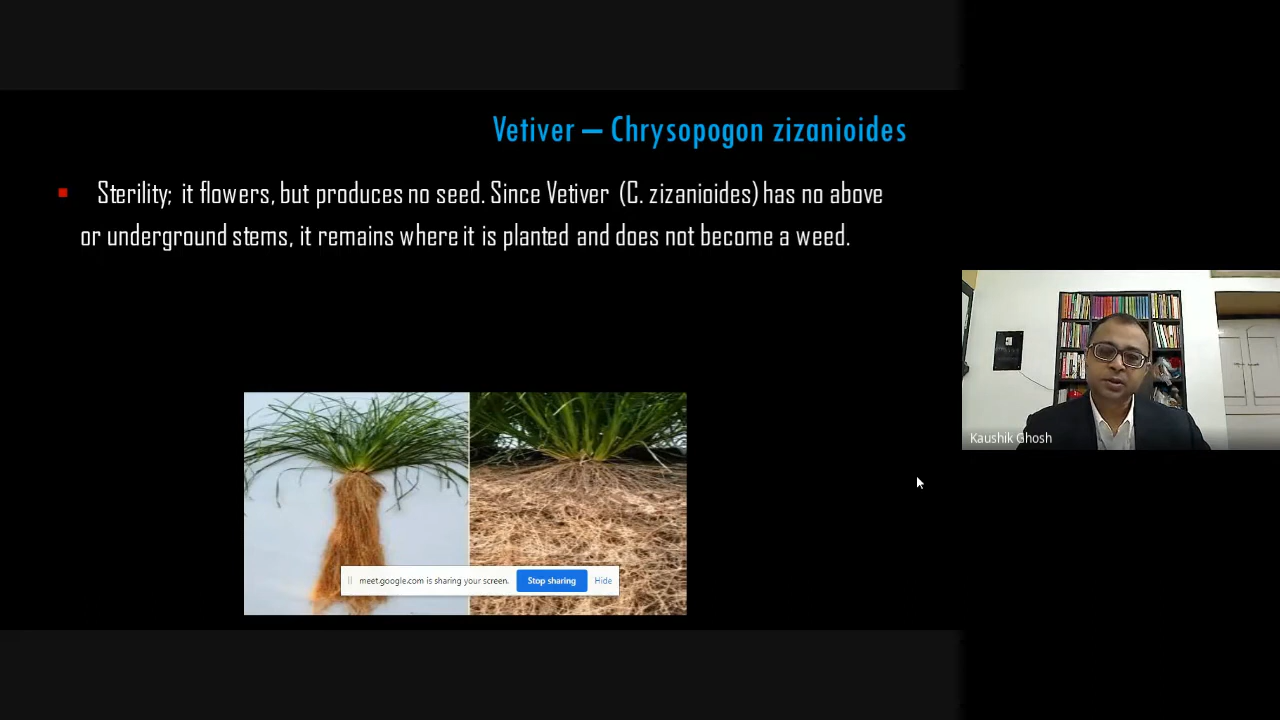 Vetiver – Chrysopogon zizanioides
Sterility; it flowers, but produces no seed. Since Vetiver (C. zizanioides) has no above
or underground stems, it remains where it is planted and does not become a weed.
Kaushik Ghosh
meet.google.com is sharing your screen. Stop sharing Hide